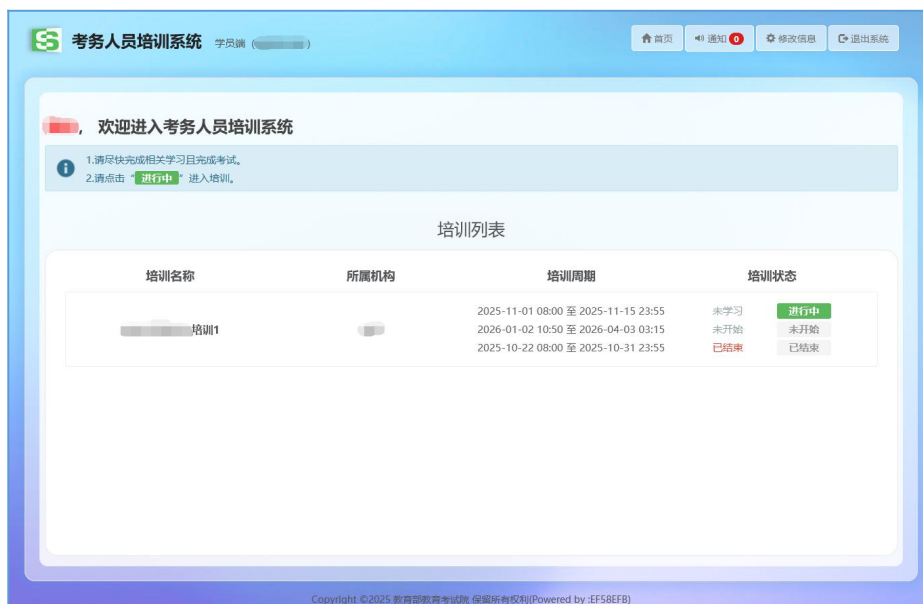 考务人员培训系统 学员端 ( )
首页 通知 0 修改信息 退出系统
， 欢迎进入考务人员培训系统
1.请尽快完成相关学习且完成考试。
2.请点击 “ 进行中 ” 进入培训。
培训列表
培训名称 所属机构 培训周期 培训状态
2025-11-01 08:00 至 2025-11-15 23:55 未学习 进行中
培训1 2026-01-02 10:50 至 2026-04-03 03:15 未开始 未开始
2025-10-22 08:00 至 2025-10-31 23:55 已结束 已结束
Copyright ©2025 教育部教育考试院 保留所有权利(Powered by :EF58EFB)